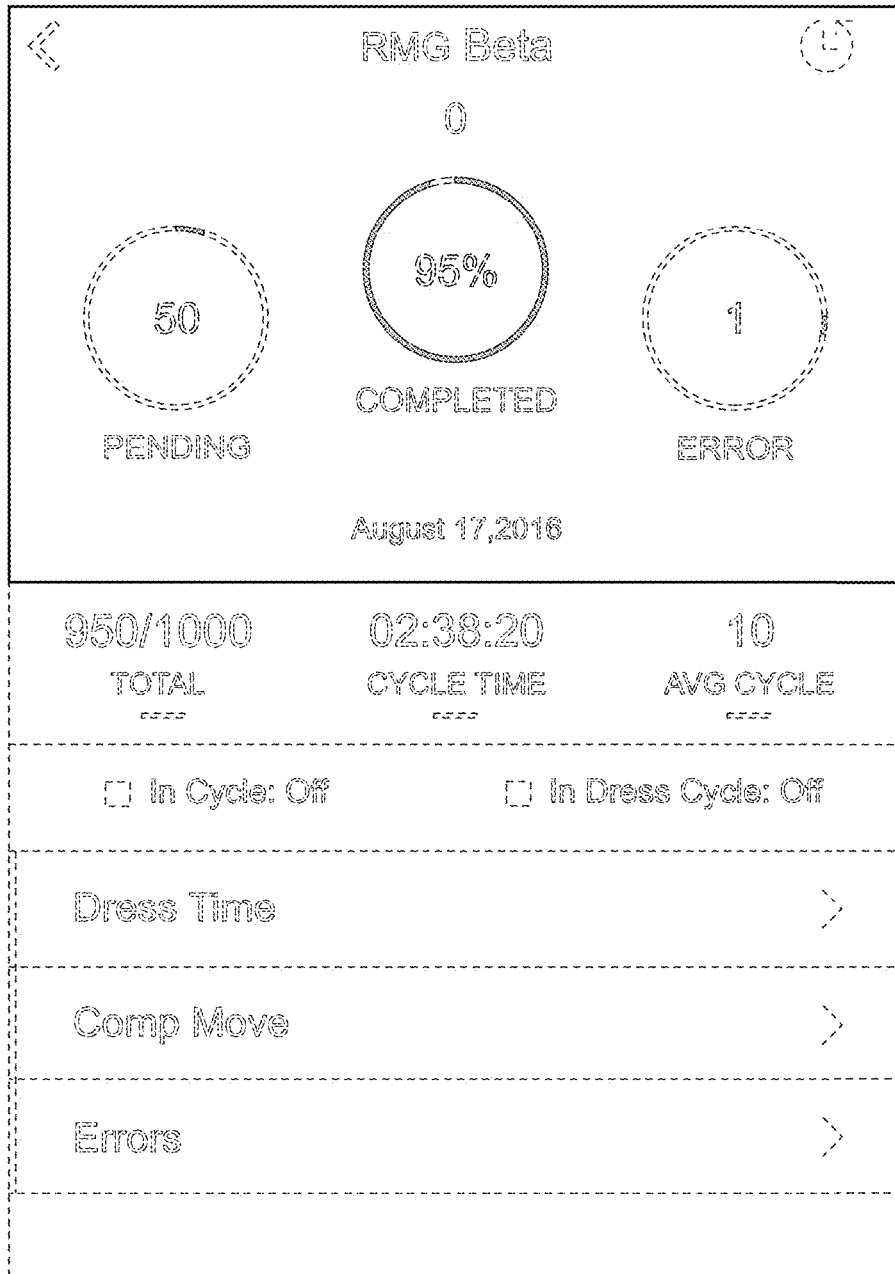 RMG Beta
0
50
95%
1
PENDING
COMPLETED
ERROR
August 17,2016
950/1000
02:38:20
10
TOTAL
CYCLE TIME
AVG CYCLE
In Cycle: Off
In Dress Cycle: Off
Dress Time
Comp Move
Errors